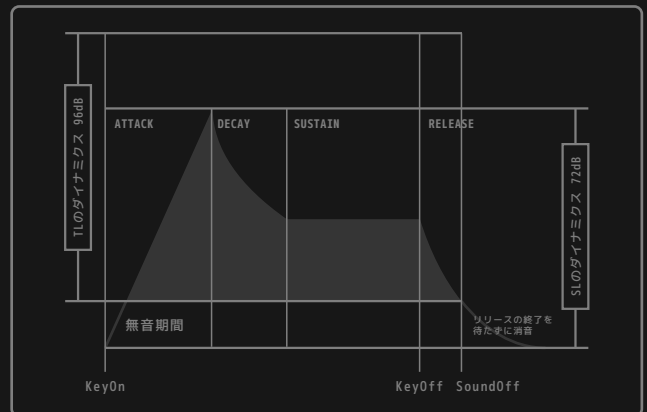 TLのダイナミクス 96dB
ATTACK
DECAY
SUSTAIN
RELEASE
SLのダイナミクス 72dB
無音期間
リリースの終了を
待たずに消音
KeyOn
KeyOff
SoundOff